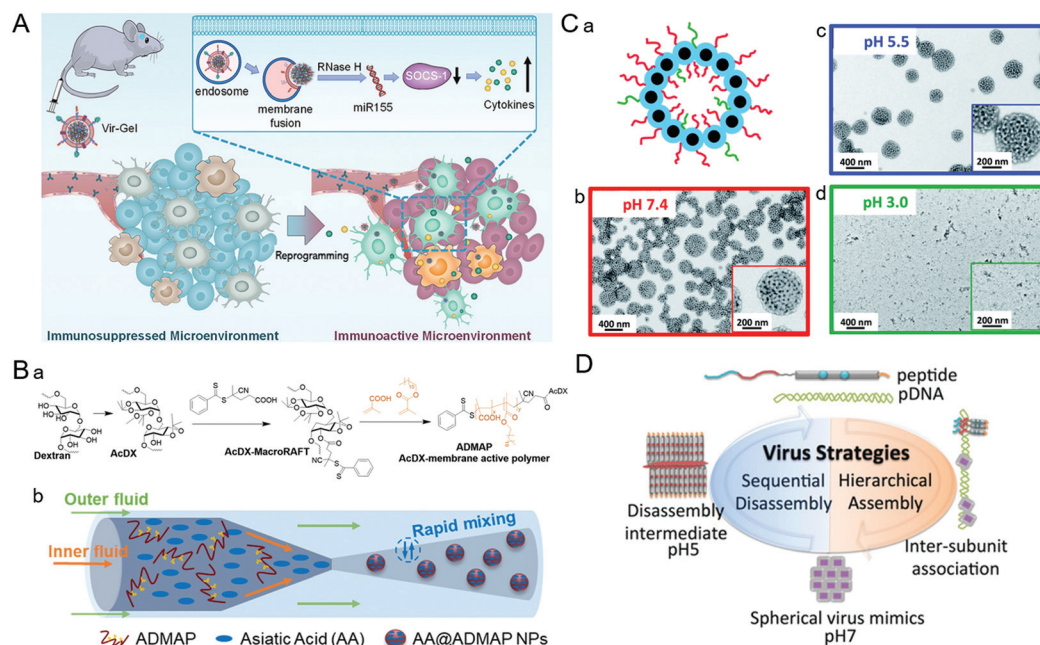 A
Vir-Gel
endosome
membrane
fusion
RNase H
miR155
SOCS-1
Cytokines
Reprogramming
Immunosuppressed Microenvironment
Immunoactive Microenvironment
B a
Dextran
AcDX
AcDX-MacroRAFT
ADMAP
AcDX-membrane active polymer
b
Outer fluid
Inner fluid
Rapid mixing
ADMAP
Asiatic Acid (AA)
AA@ADMAP NPs
C a
b
pH 7.4
400 nm
200 nm
c
pH 5.5
400 nm
200 nm
d
pH 3.0
400 nm
200 nm
D
peptide
pDNA
Virus Strategies
Sequential
Disassembly
Hierarchical
Assembly
Disassembly
intermediate
pH5
Inter-subunit
association
Spherical virus mimics
pH7